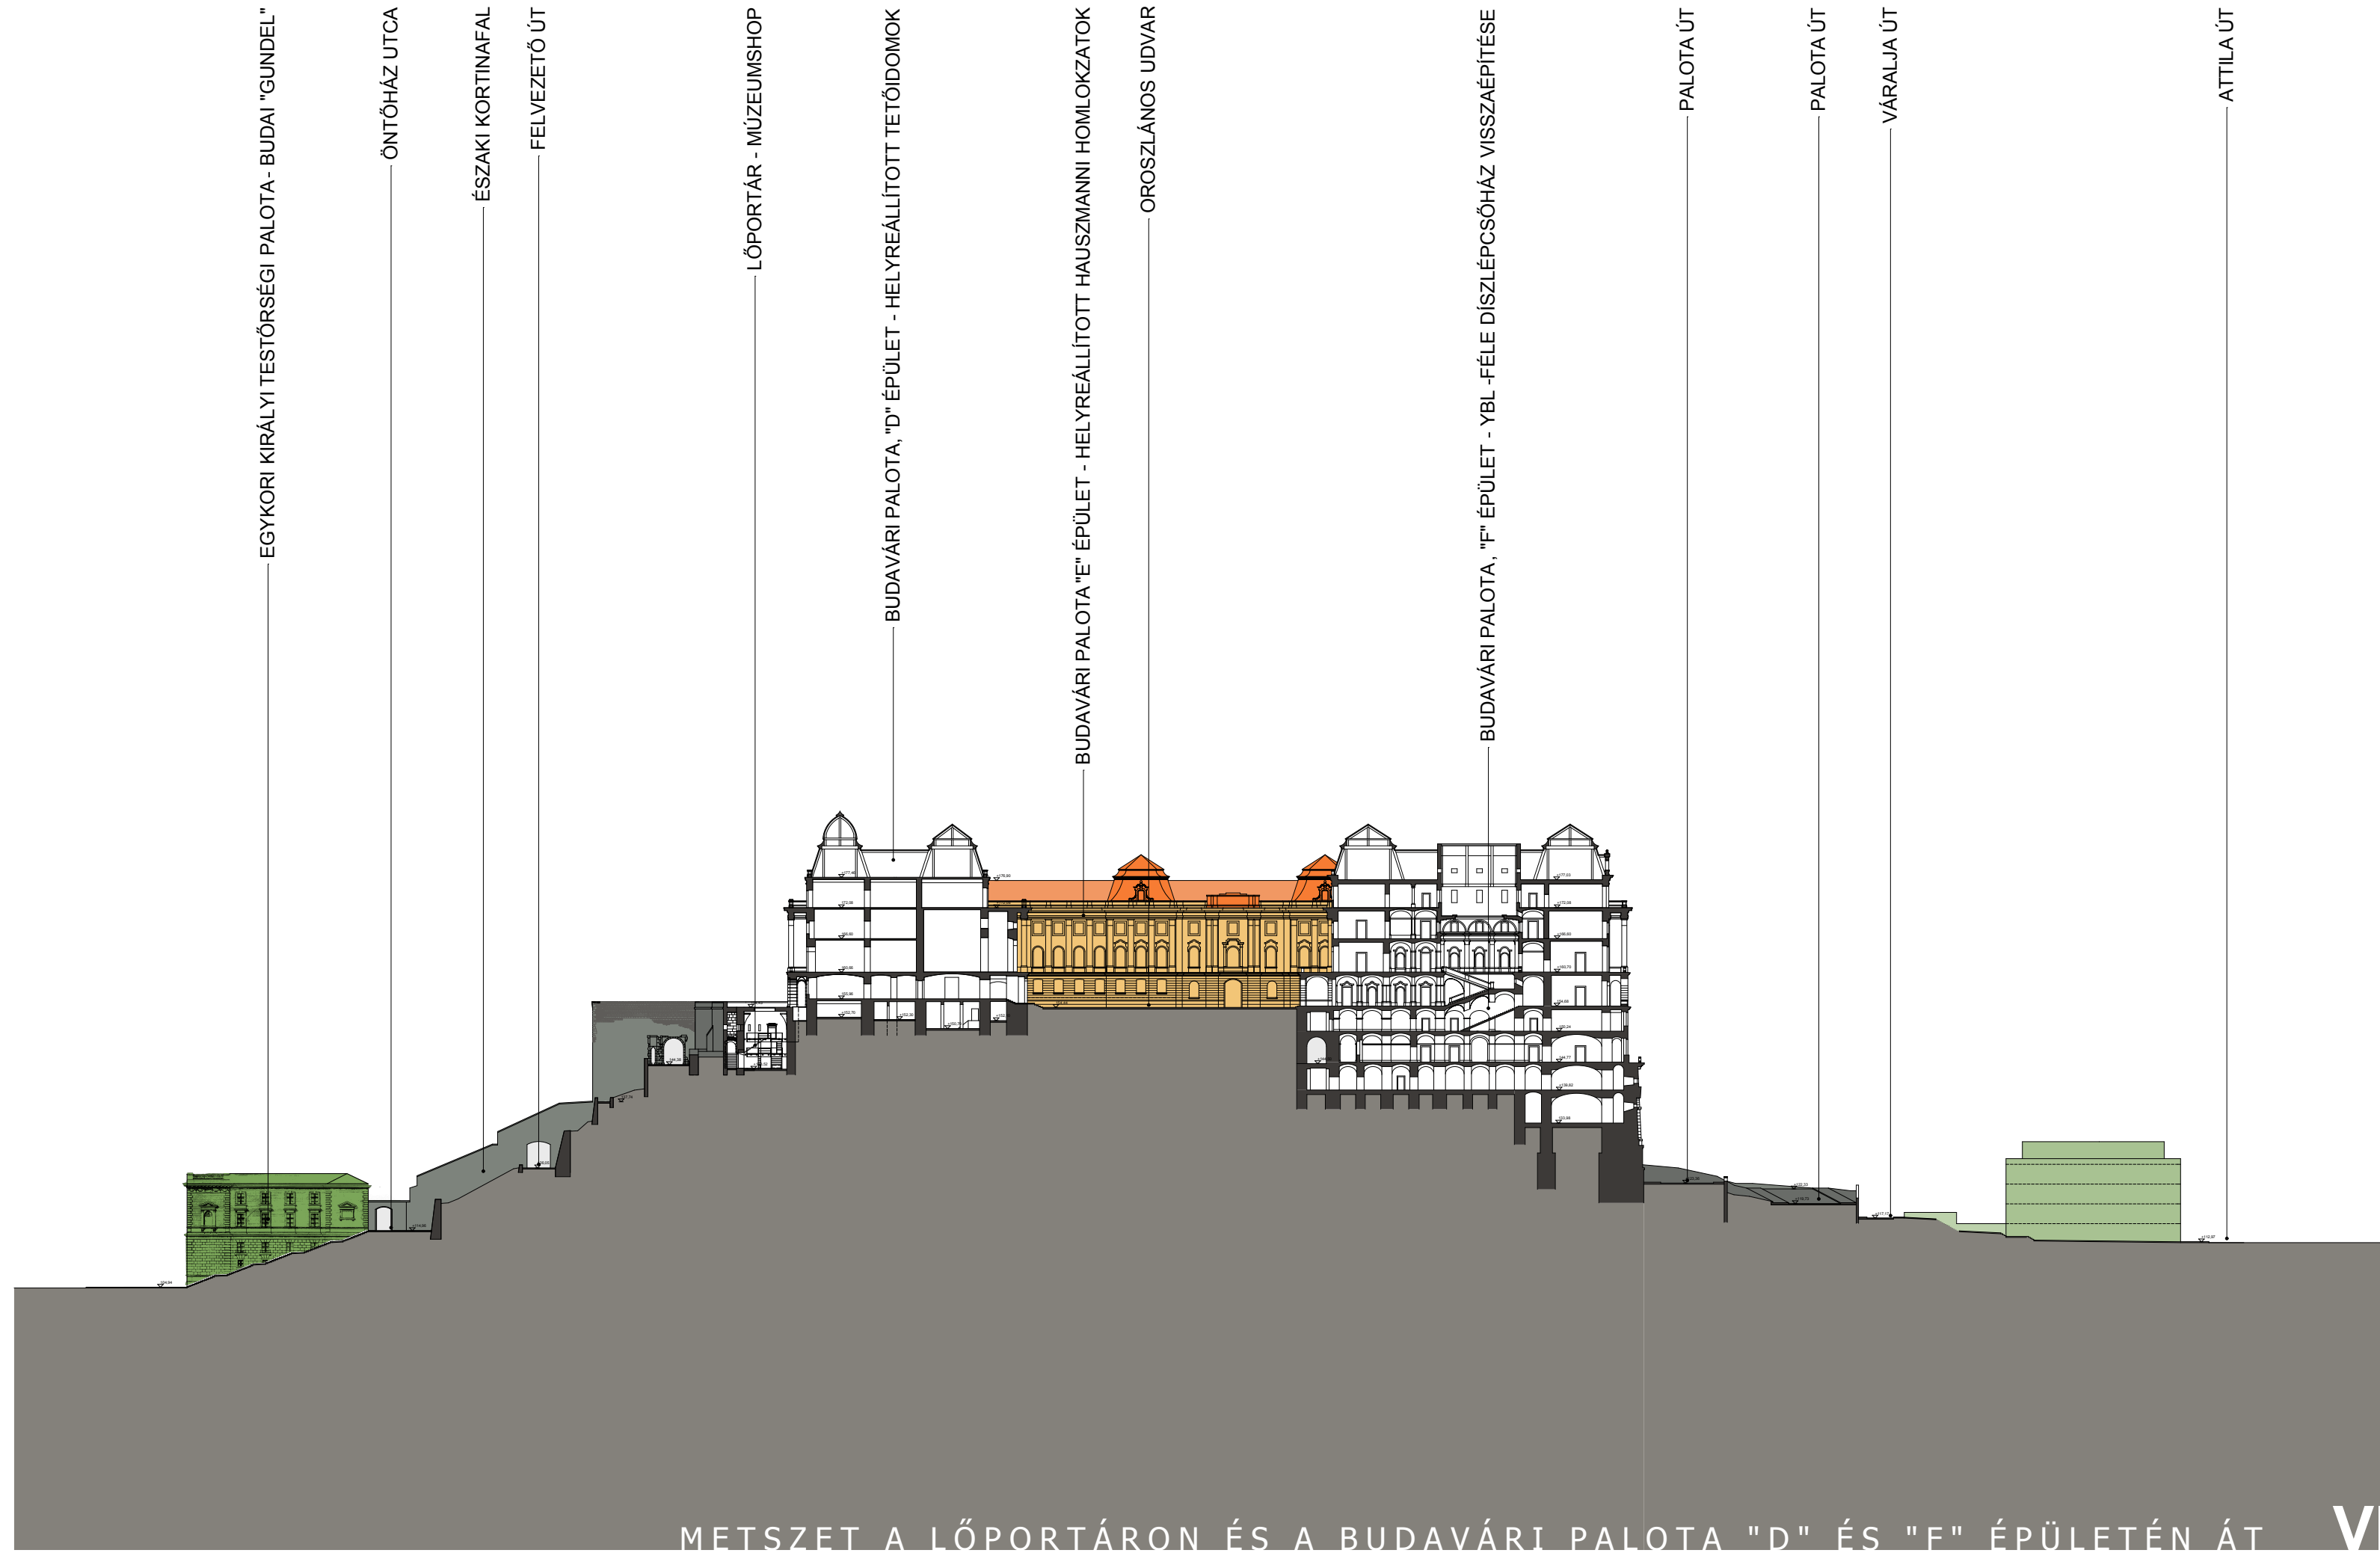 EGYKORI KIRÁLYI TESTŐRSÉGI PALOTA- BUDAI "GUNDEL"
ÖNTŐHÁZ UTCA
ÉSZAKI KORTINAFAL
FELVEZETŐ ÚT
LŐPORTÁR - MÚZEUMSHOP
BUDAVÁRI PALOTA, "D" ÉPÜLET - HELYREÁLLÍTOTT TETŐIDOMOK
BUDAVÁRI PALOTA "E" ÉPÜLET - HELYREÁLLÍTOTT HAUSZMANNI HOMLOKZATOK
OROSZLÁNOS UDVAR
BUDAVÁRI PALOTA, "F" ÉPÜLET - YBL -FÉLE DÍSZLÉPCSŐHÁZ VISSZAÉPÍTÉSE
PALOTA ÚT
PALOTA ÚT
VÁRALJA ÚT
ATTILA ÚT
METSZET A LŐPORTÁRON ÉS A BUDAVÁRI PALOTA "D" ÉS "F" ÉPÜLETÉN ÁT